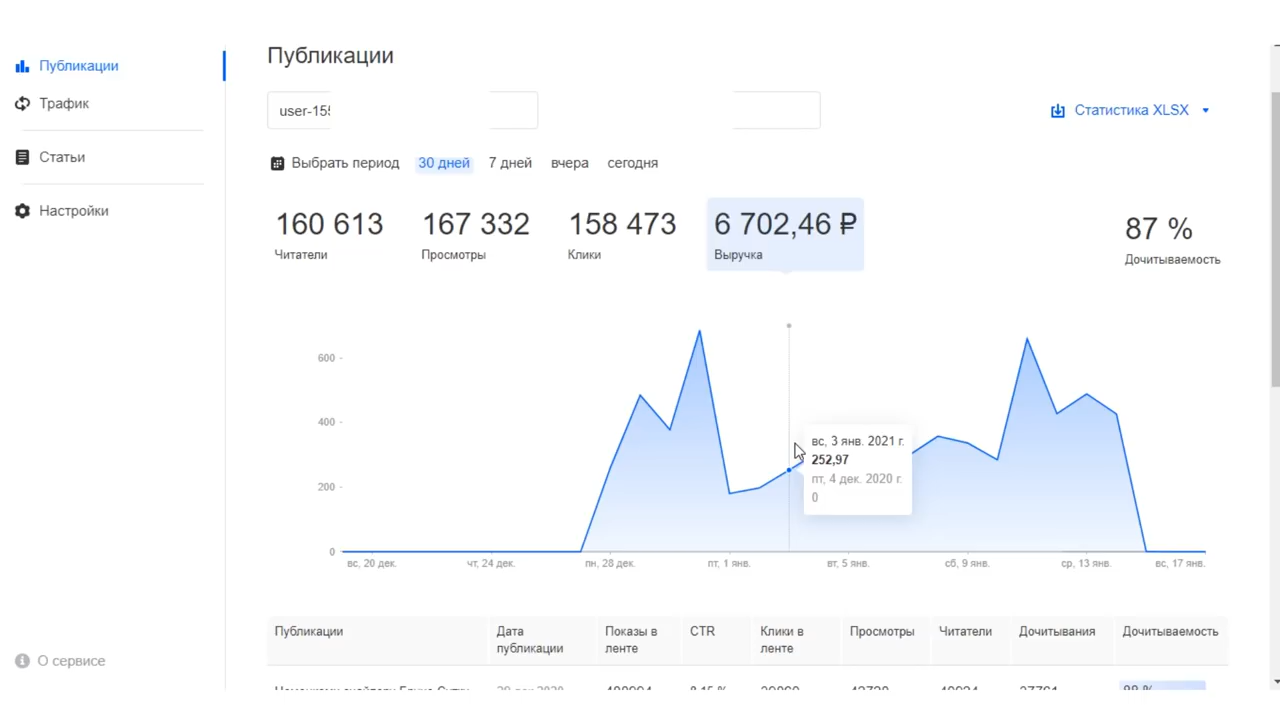 Публикации
Трафик
Статьи
Настройки
О сервисе
Публикации
user-155
Статистика XLSX
Выбрать период 30 дней 7 дней вчера сегодня
160 613 167 332 158 473 6 702,46 ₽ 87 %
Читатели Просмотры Клики Выручка Дочитываемость
600
400
200
0
вс, 3 янв. 2021 г.
252,97
пт, 4 дек. 2020 г.
0
вс, 20 дек. чт, 24 дек. пн, 28 дек. пт, 1 янв. вт, 5 янв. сб, 9 янв. ср, 13 янв. вс, 17 янв.
Публикации Дата публикации Показы в ленте CTR Клики в ленте Просмотры Читатели Дочитывания Дочитываемость